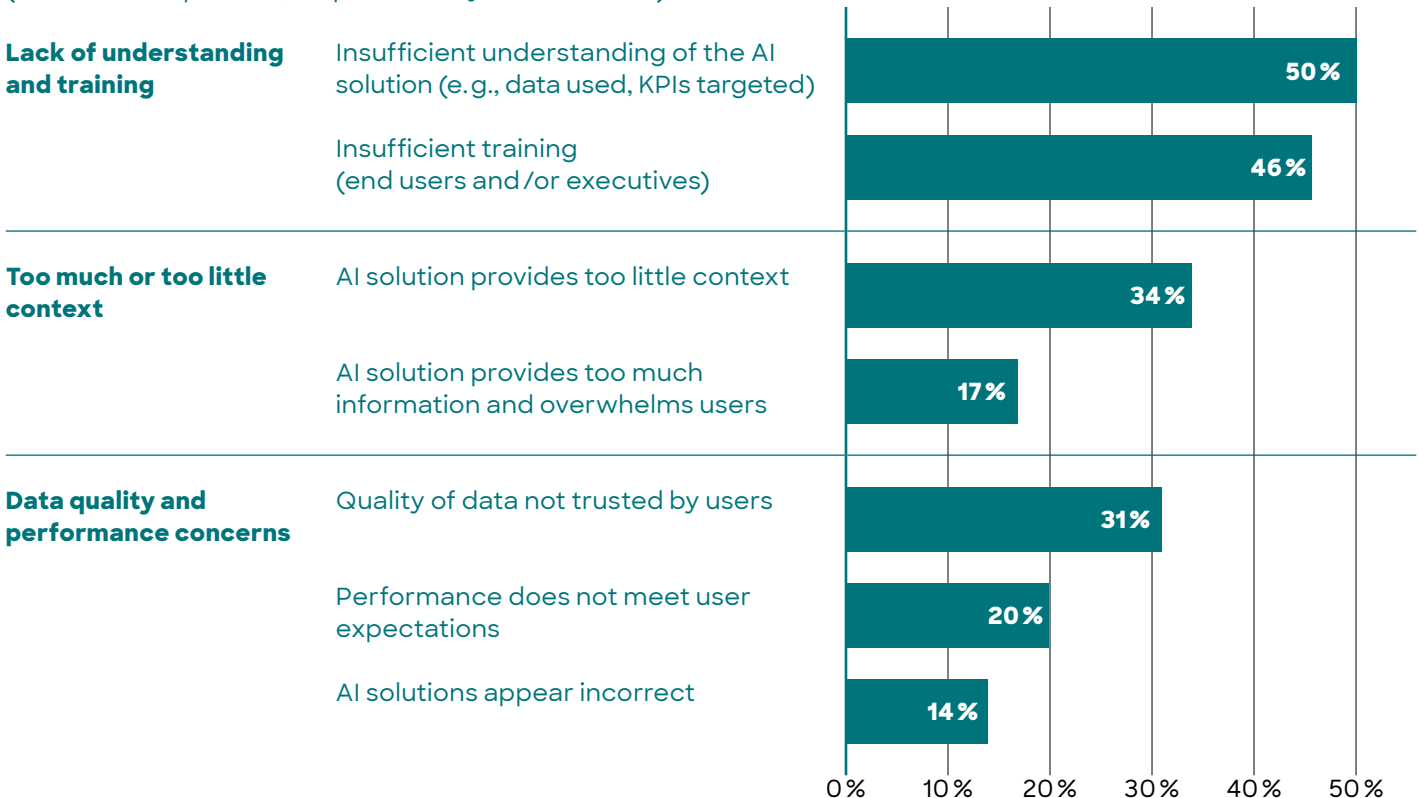 Lack of understanding
and training
Insufficient understanding of the AI
solution (e.g., data used, KPIs targeted)
50 %
Insufficient training
(end users and/or executives)
46 %
Too much or too little
context
AI solution provides too little context
34 %
AI solution provides too much
information and overwhelms users
17 %
Data quality and
performance concerns
Quality of data not trusted by users
31 %
Performance does not meet user
expectations
20 %
AI solutions appear incorrect
14 %
0 % 10 % 20 % 30 % 40 % 50 %